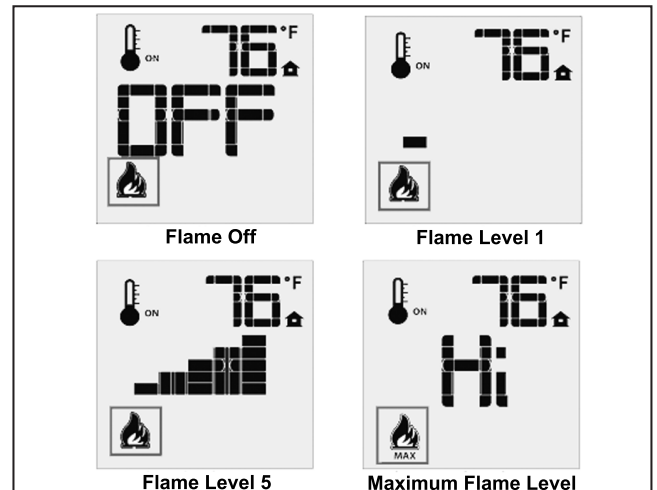 76 °F
ON
OFF
Flame Off
76 °F
ON
Flame Level 1
76 °F
ON
Flame Level 5
76 °F
ON
Hi
MAX
Maximum Flame Level